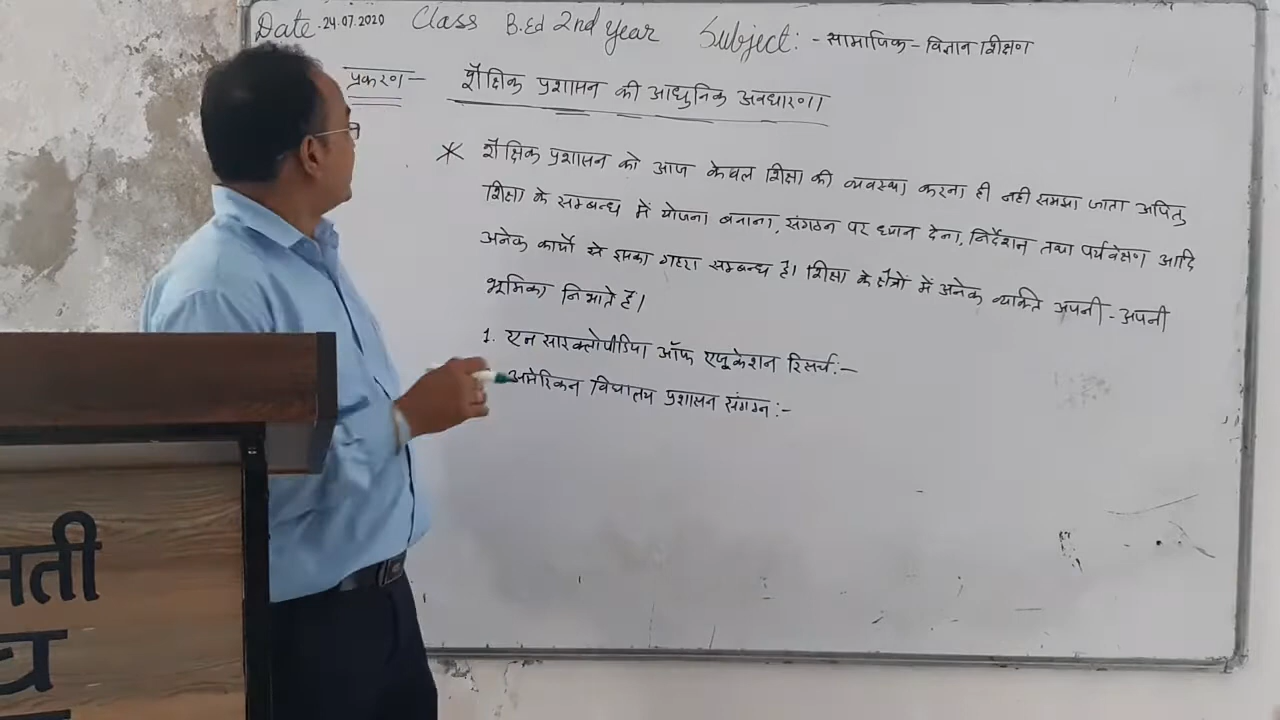 Date. 24.07.2020 Class B.Ed 2nd Year Subject: - सामाजिक - विज्ञान शिक्षण
प्रकरण - शैक्षिक प्रशासन की आधुनिक अवधारणा
* शैक्षिक प्रशासन को आज केवल शिक्षा की व्यवस्था करना ही नही समझा जाता अपितु
शिक्षा के सम्बन्ध में योजना बनाना, संगठन पर ध्यान देना, निर्देशन तथा पर्यवेक्षण आदि
अनेक कार्यो से इसका गहरा सम्बन्ध है। शिक्षा के क्षेत्रों में अनेक व्यक्ति अपनी - अपनी
भूमिका निभाते हैं।
1. एन साइक्लोपीडिया ऑफ एजूकेशन रिसर्च:-
अमेरिकन विद्यालय प्रशासन संगठन:-